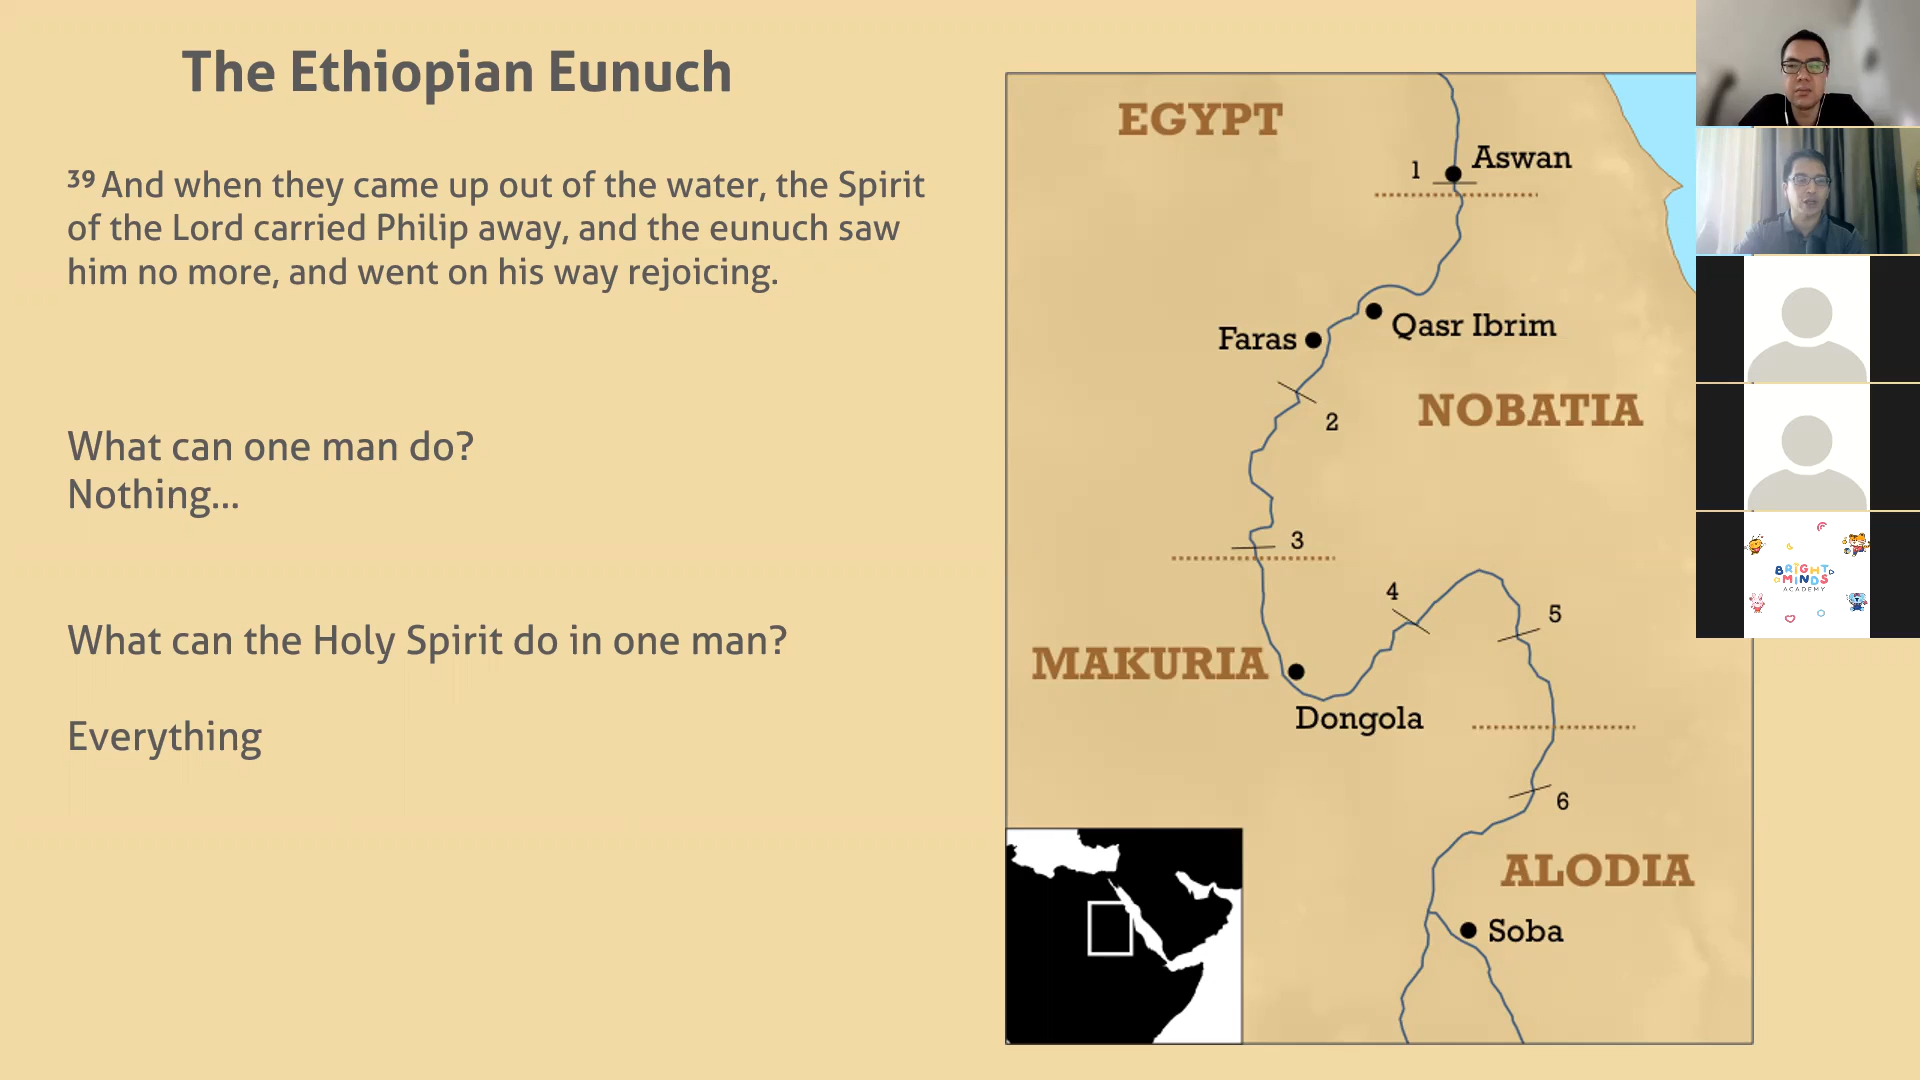 The Ethiopian Eunuch
39 And when they came up out of the water, the Spirit
of the Lord carried Philip away, and the eunuch saw
him no more, and went on his way rejoicing.
What can one man do?
Nothing...
What can the Holy Spirit do in one man?
Everything
EGYPT
1
Aswan
Qasr Ibrim
Faras
2
NOBATIA
3
4
5
MAKURIA
Dongola
6
ALODIA
Soba
BRIGHT
MINDS
ACADEMY